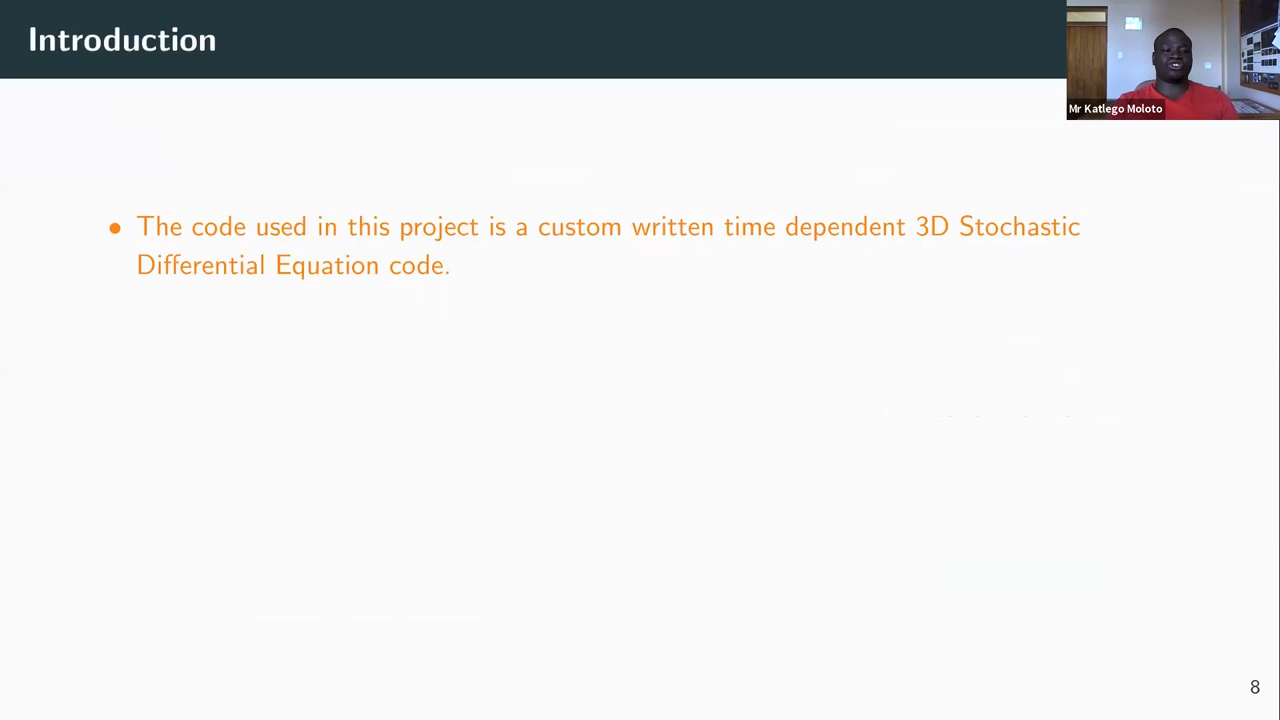 Introduction
Mr Katlego Moloto
• The code used in this project is a custom written time dependent 3D Stochastic
Differential Equation code.
8